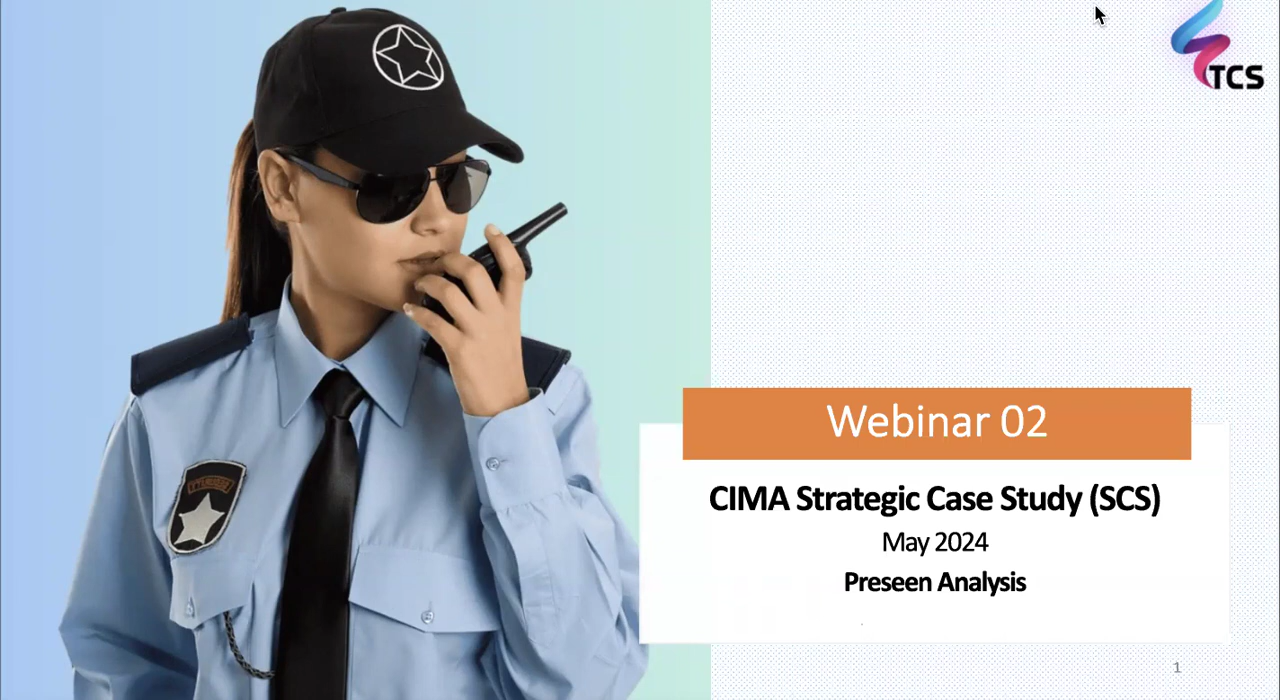 TCS
Webinar 02
CIMA Strategic Case Study (SCS)
May 2024
Preseen Analysis
1